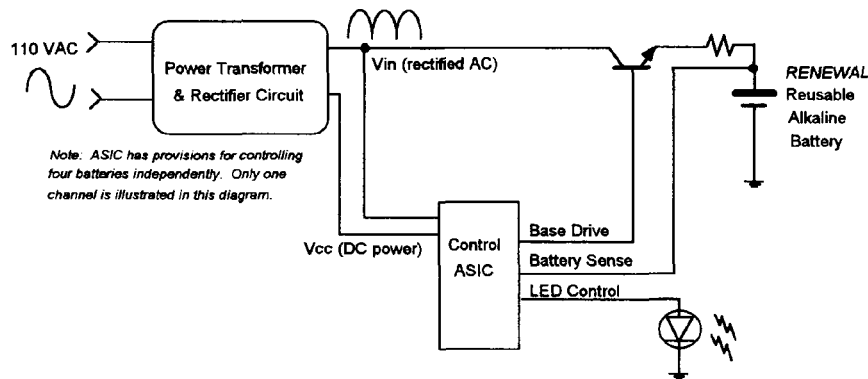 110 VAC
Power Transformer
& Rectifier Circuit
Vin (rectified AC)
RENEWAL
Reusable
Alkaline
Battery
Note: ASIC has provisions for controlling
four batteries independently. Only one
channel is illustrated in this diagram.
Vcc (DC power)
Control
ASIC
Base Drive
Battery Sense
LED Control